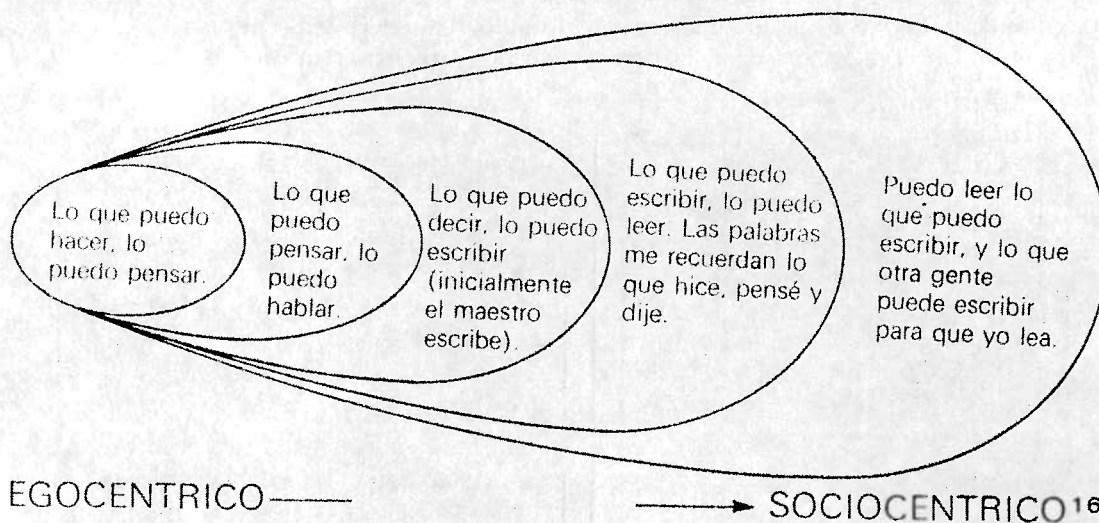 Lo que puedo
hacer, lo
puedo pensar.
Lo que
puedo
pensar, lo
puedo
hablar.
Lo que puedo
decir, lo puedo
escribir
(inicialmente
el maestro
escribe).
Lo que puedo
escribir, lo puedo
leer. Las palabras
me recuerdan lo
que hice, pensé y
dije.
Puedo leer lo
que puedo
escribir, y lo que
otra gente
puede escribir
para que yo lea.
EGOCENTRICO
SOCIOCENTRICO 16